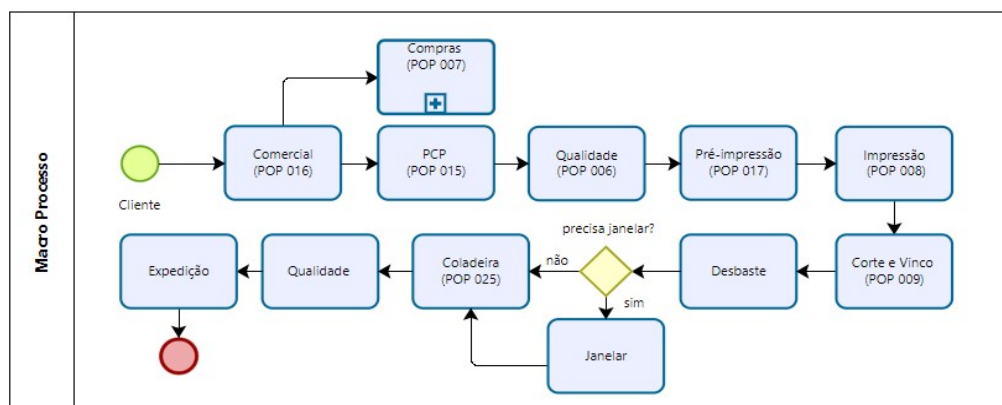 Macro Processo
Compras
(POP 007)
Cliente
Comercial
(POP 016)
PCP
(POP 015)
Qualidade
(POP 006)
Pré-impressão
(POP 017)
Impressão
(POP 008)
Corte e Vinco
(POP 009)
Desbaste
precisa janelar?
não
sim
Janelar
Coladeira
(POP 025)
Qualidade
Expedição